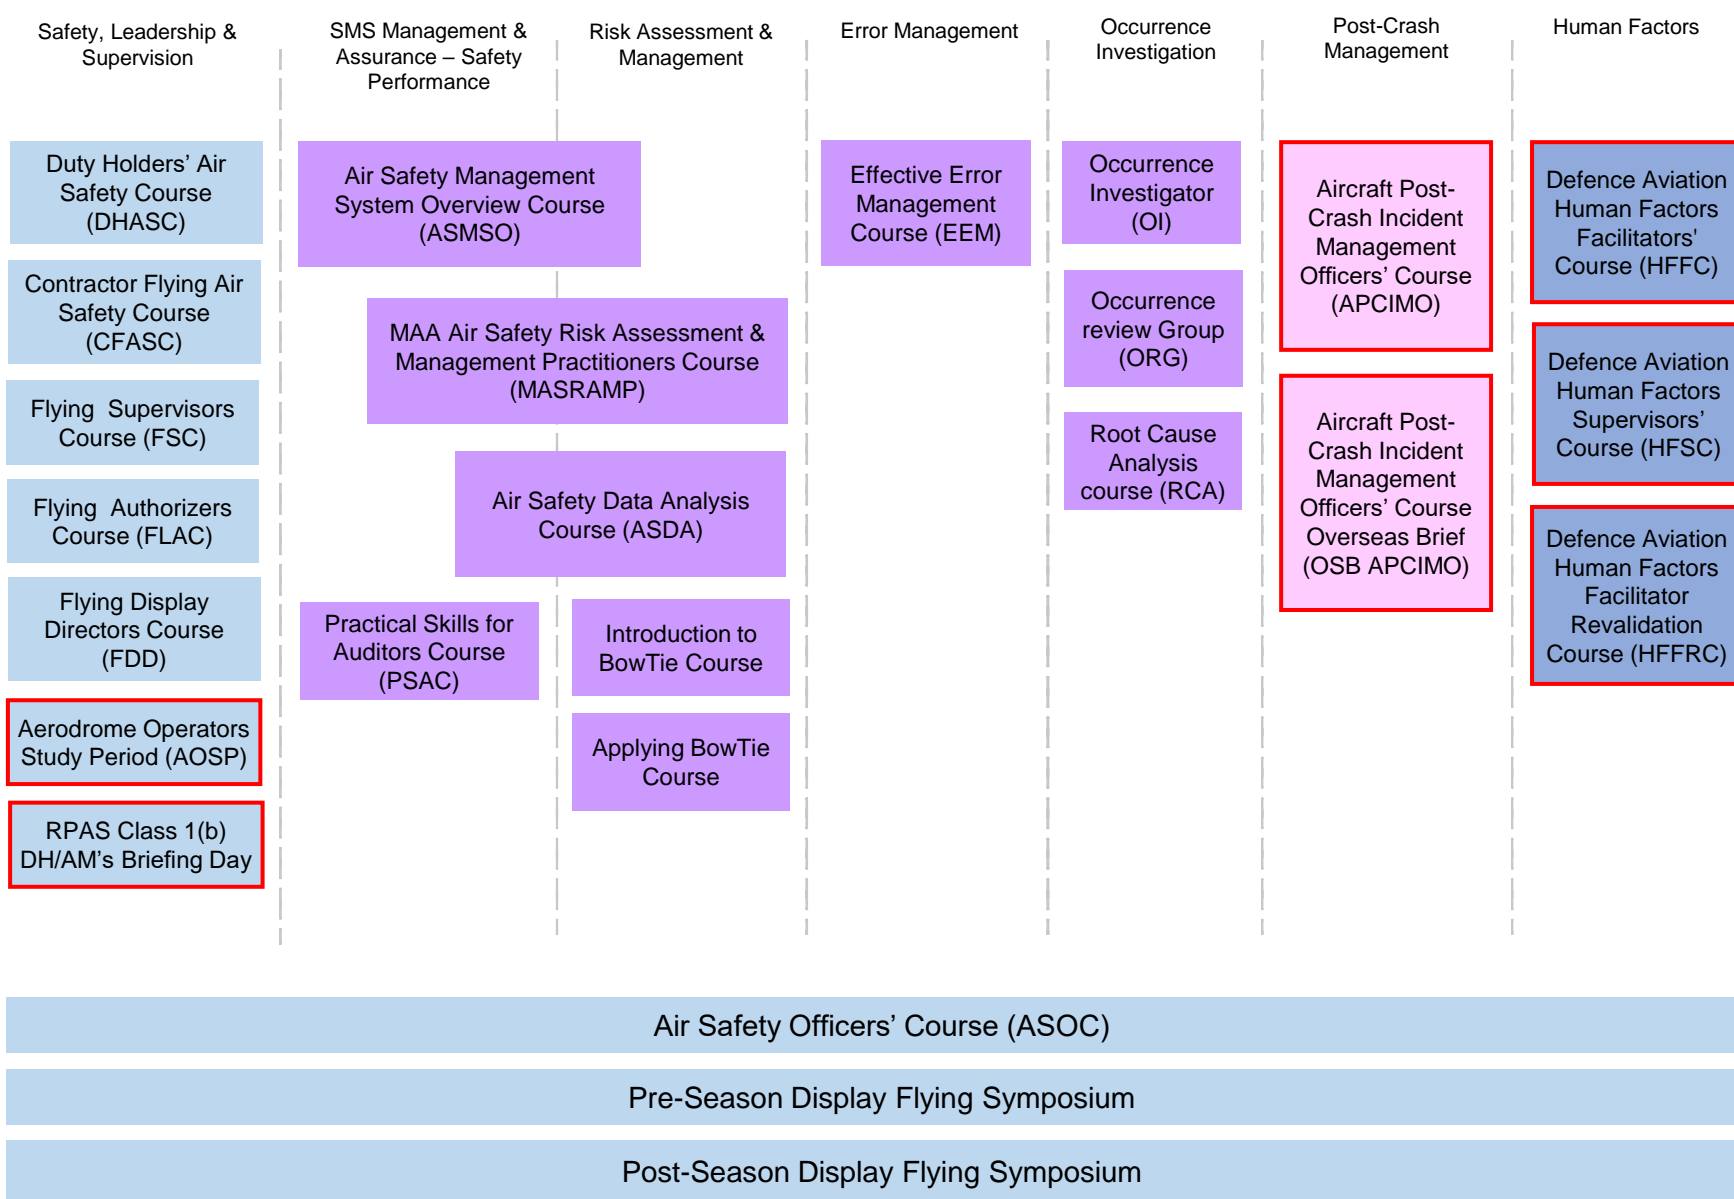 Safety, Leadership &
Supervision
SMS Management &
Assurance – Safety
Performance
Risk Assessment &
Management
Error Management
Occurrence
Investigation
Post-Crash
Management
Human Factors
Duty Holders’ Air
Safety Course
(DHASC)
Contractor Flying Air
Safety Course
(CFASC)
Flying Supervisors
Course (FSC)
Flying Authorizers
Course (FLAC)
Flying Display
Directors Course
(FDD)
Aerodrome Operators
Study Period (AOSP)
RPAS Class 1(b)
DH/AM’s Briefing Day
Air Safety Management
System Overview Course
(ASMSO)
MAA Air Safety Risk Assessment &
Management Practitioners Course
(MASRAMP)
Air Safety Data Analysis
Course (ASDA)
Practical Skills for
Auditors Course
(PSAC)
Introduction to
BowTie Course
Applying BowTie
Course
Effective Error
Management
Course (EEM)
Occurrence
Investigator
(OI)
Occurrence
review Group
(ORG)
Root Cause
Analysis
course (RCA)
Aircraft Post-
Crash Incident
Management
Officers’ Course
(APCIMO)
Aircraft Post-
Crash Incident
Management
Officers’ Course
Overseas Brief
(OSB APCIMO)
Defence Aviation
Human Factors
Facilitators'
Course (HFFC)
Defence Aviation
Human Factors
Supervisors’
Course (HFSC)
Defence Aviation
Human Factors
Facilitator
Revalidation
Course (HFFRC)
Air Safety Officers’ Course (ASOC)
Pre-Season Display Flying Symposium
Post-Season Display Flying Symposium